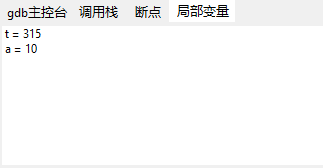 gdb主控台 调用栈 断点 局部变量
t = 315
a = 10